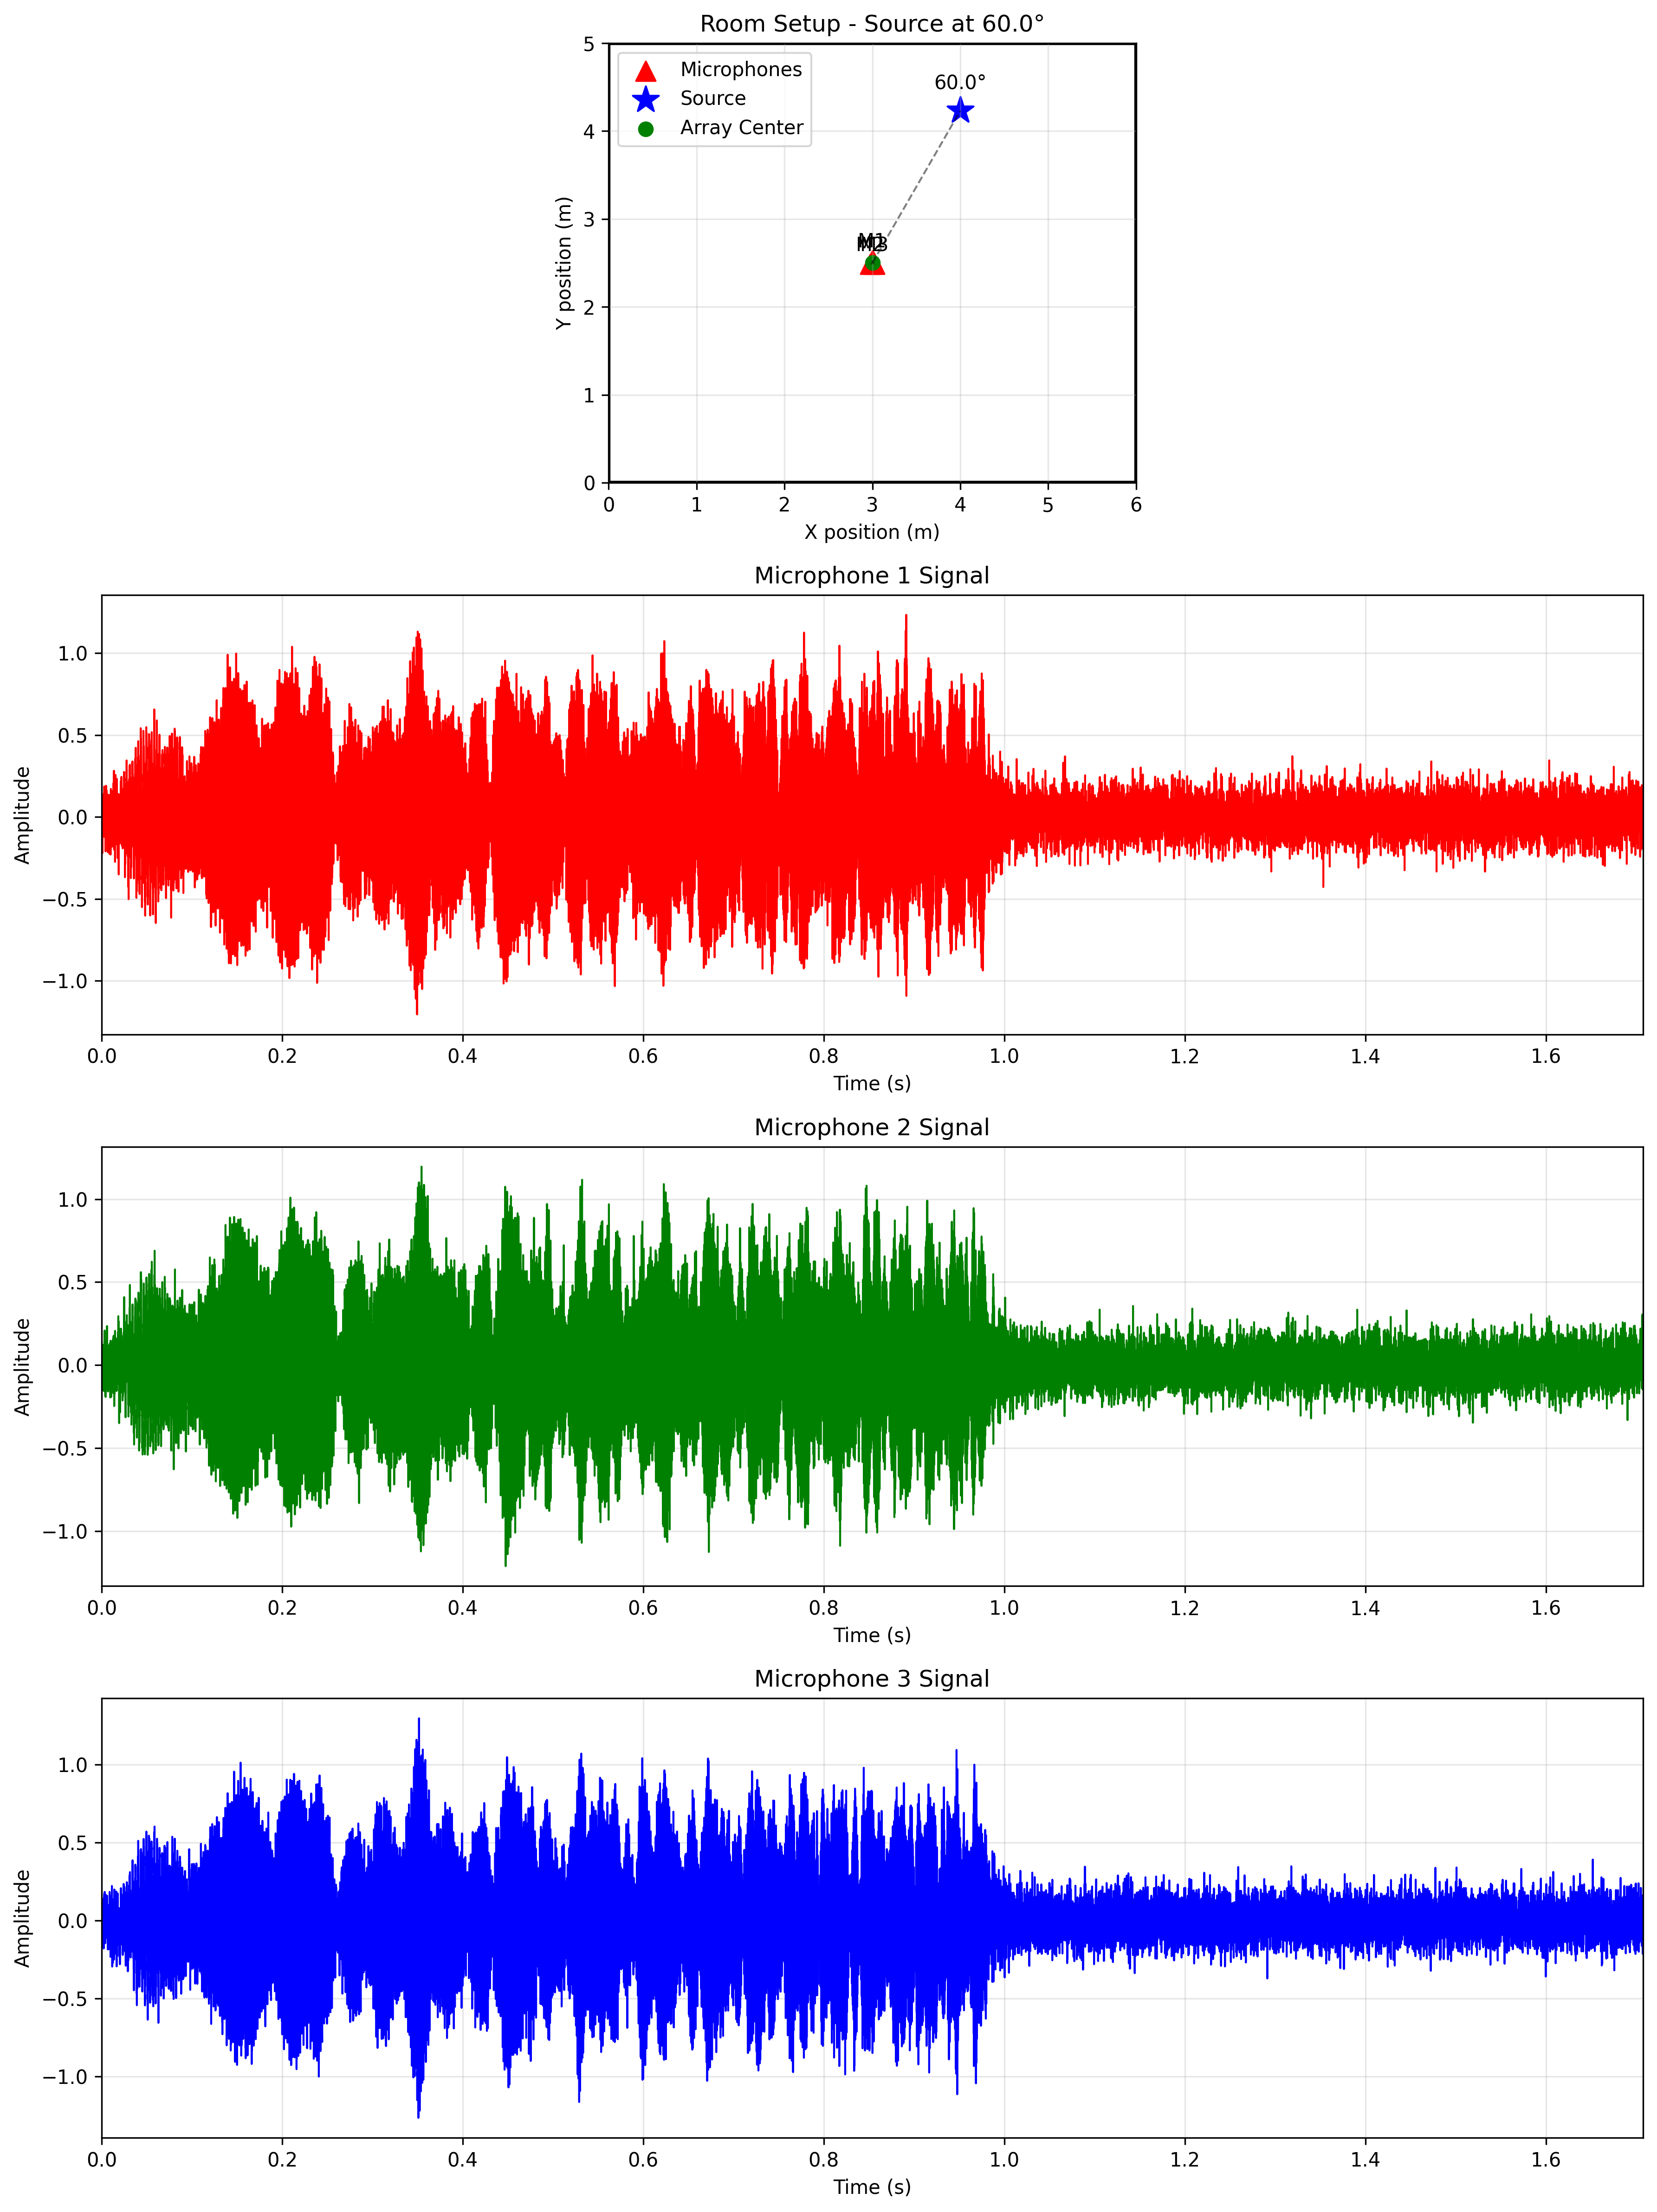 Room Setup - Source at 60.0°
5
4
3
2
1
0
Y position (m)
Microphones
Source
Array Center
60.0°
M1
0 1 2 3 4 5 6
X position (m)
Microphone 1 Signal
1.0
0.5
0.0
−0.5
−1.0
Amplitude
0.0 0.2 0.4 0.6 0.8 1.0 1.2 1.4 1.6
Time (s)
Microphone 2 Signal
1.0
0.5
0.0
−0.5
−1.0
Amplitude
0.0 0.2 0.4 0.6 0.8 1.0 1.2 1.4 1.6
Time (s)
Microphone 3 Signal
1.0
0.5
0.0
−0.5
−1.0
Amplitude
0.0 0.2 0.4 0.6 0.8 1.0 1.2 1.4 1.6
Time (s)